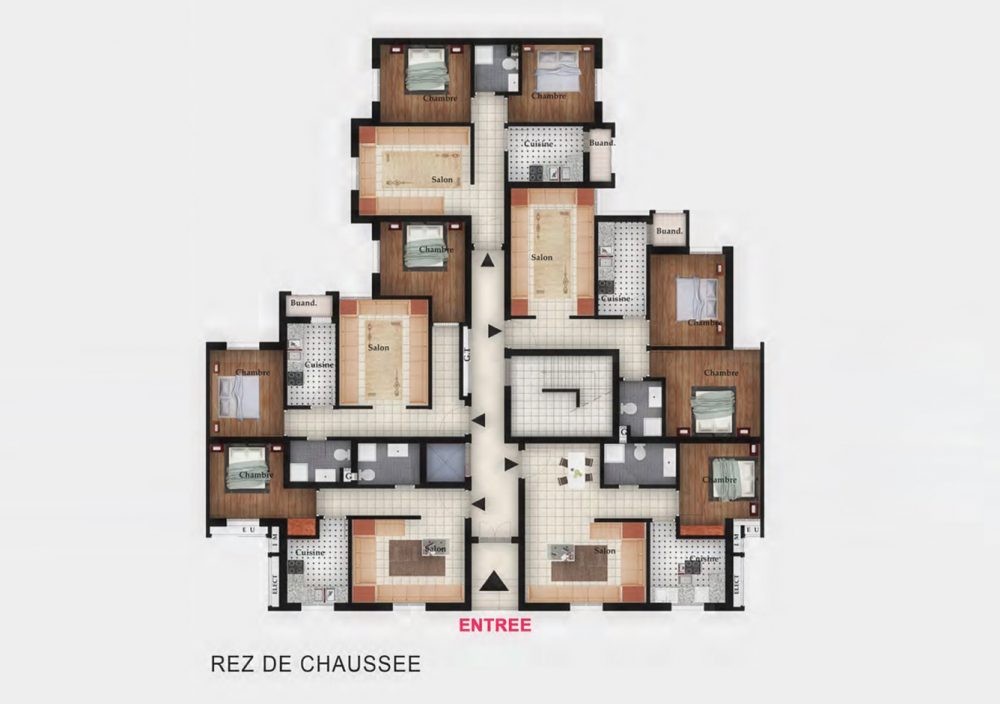 Chambre
Chambre
Cuisine
Buand.
Salon
Buand.
Chambre
Salon
Cuisine
Buand.
Chambre
Salon
G.T
Cuisine
Chambre
Chambre
G
Chambre
G
Chambre
E U
E U
I M
I M
Cuisine
Salon
Salon
Cuisine
ELECT
ELECT
ENTREE
REZ DE CHAUSSEE